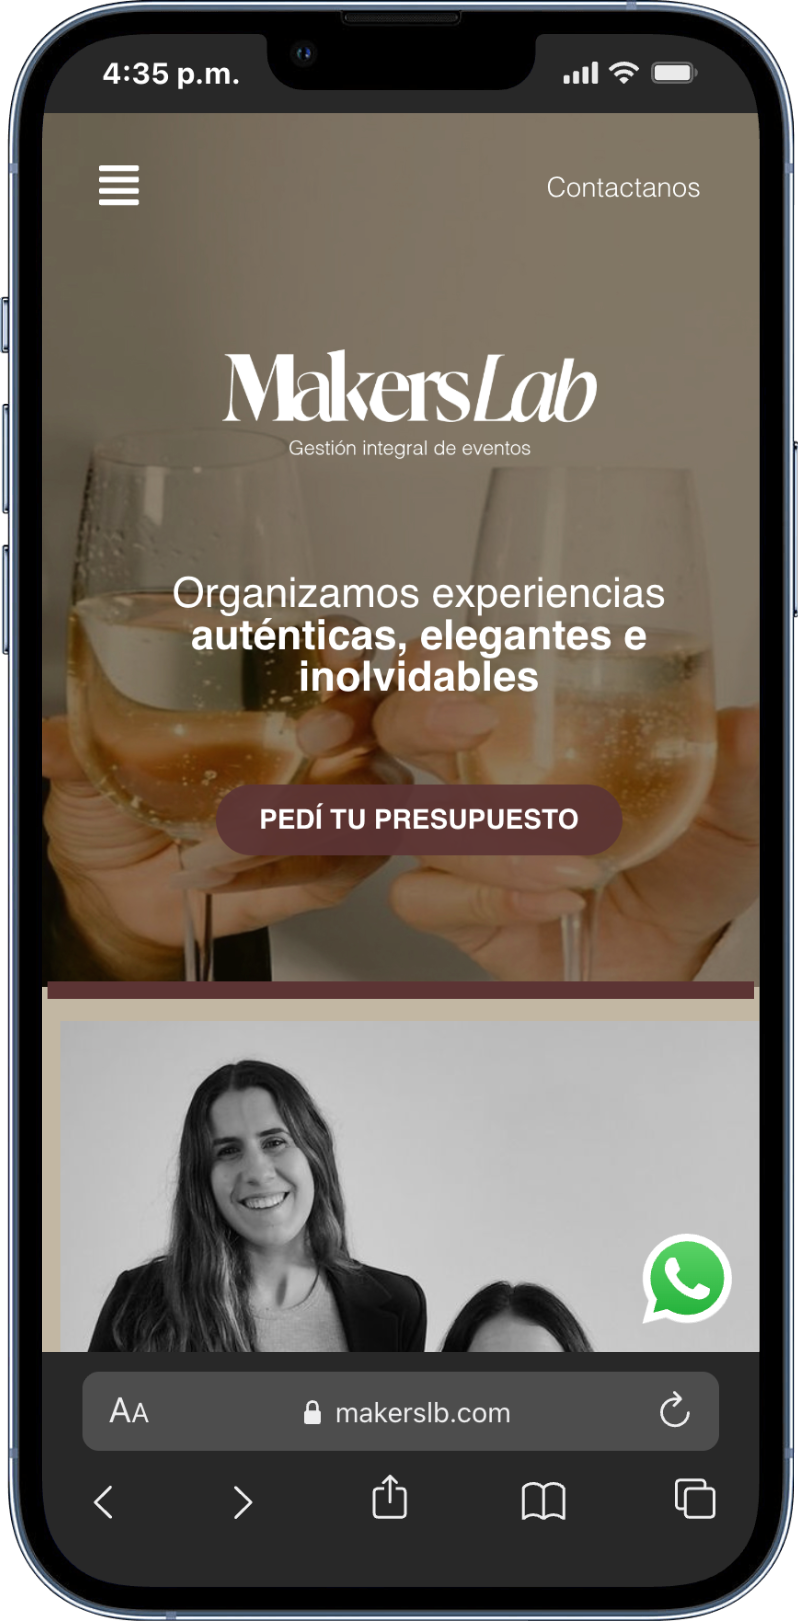 4:35 p.m.
Contactanos
MakersLab
Gestión integral de eventos
Organizamos experiencias
auténticas, elegantes e
inolvidables
PEDÍ TU PRESUPUESTO
AA
makerslb.com